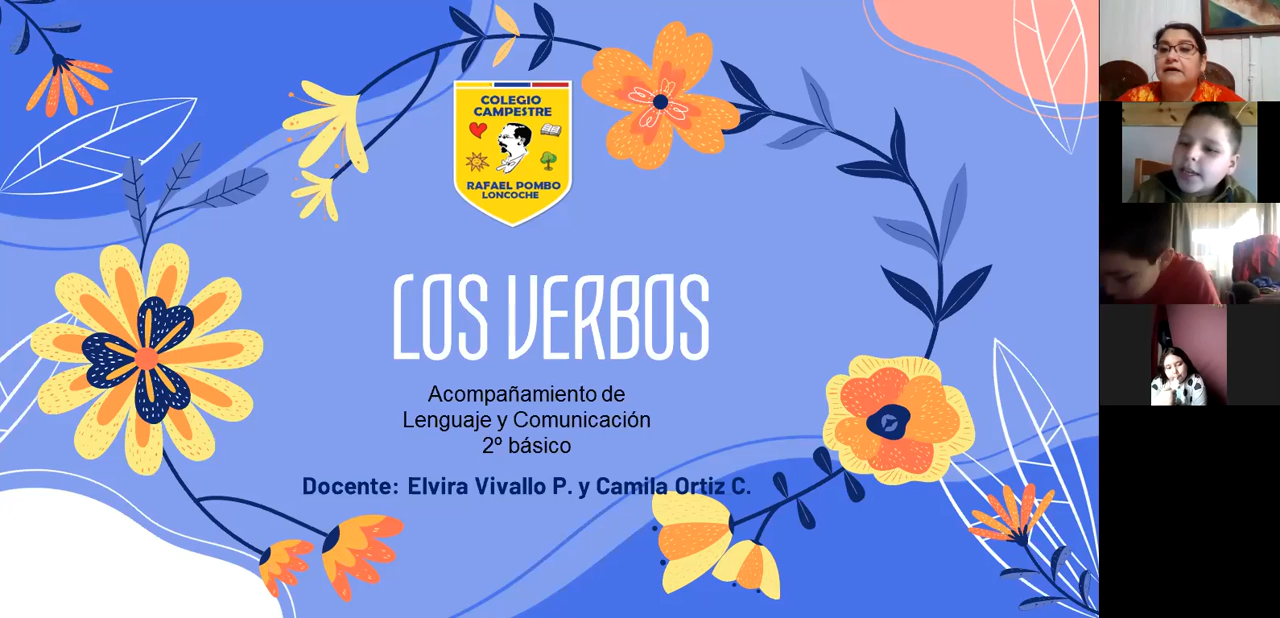 COLEGIO
CAMPESTRE
RAFAEL POMBO
LONCOCHE
LOS VERBOS
Acompañamiento de
Lenguaje y Comunicación
2º básico
Docente: Elvira Vivallo P. y Camila Ortiz C.